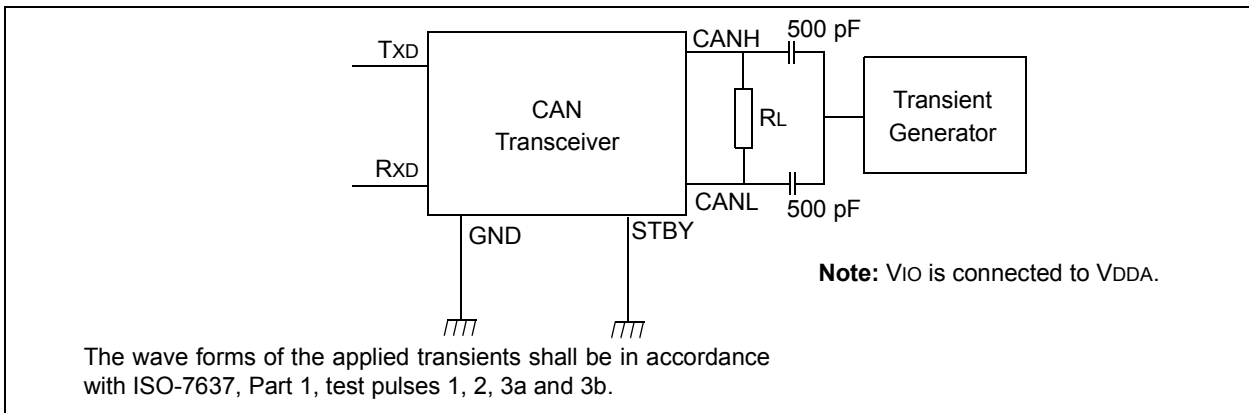 500 pF
CANH
TXD
CAN
Transceiver
RL
Transient
Generator
RXD
CANL
500 pF
GND
STBY
Note: VIO is connected to VDDA.
The wave forms of the applied transients shall be in accordance
with ISO-7637, Part 1, test pulses 1, 2, 3a and 3b.